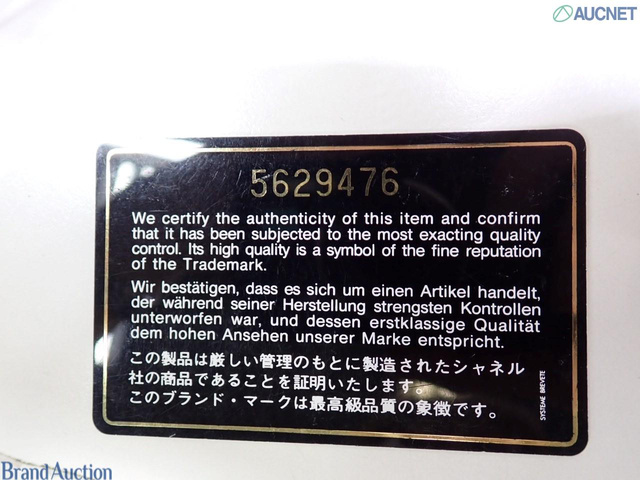 AUCNET
5629476
We certify the authenticity of this item and confirm
that it has been subjected to the most exacting quality
control. Its high quality is a symbol of the fine reputation
of the Trademark.
Wir bestätigen, dass es sich um einen Artikel handelt,
der während seiner Herstellung strengsten Kontrollen
unterworfen war, und dessen erstklassige Qualität
dem hohen Ansehen unserer Marke entspricht.
この製品は厳しい管理のもとに製造されたシャネル
社の商品であることを証明いたします。
このブランド・マークは最高級品質の象徴です。
SYSTEME BREVETE
Brand Auction